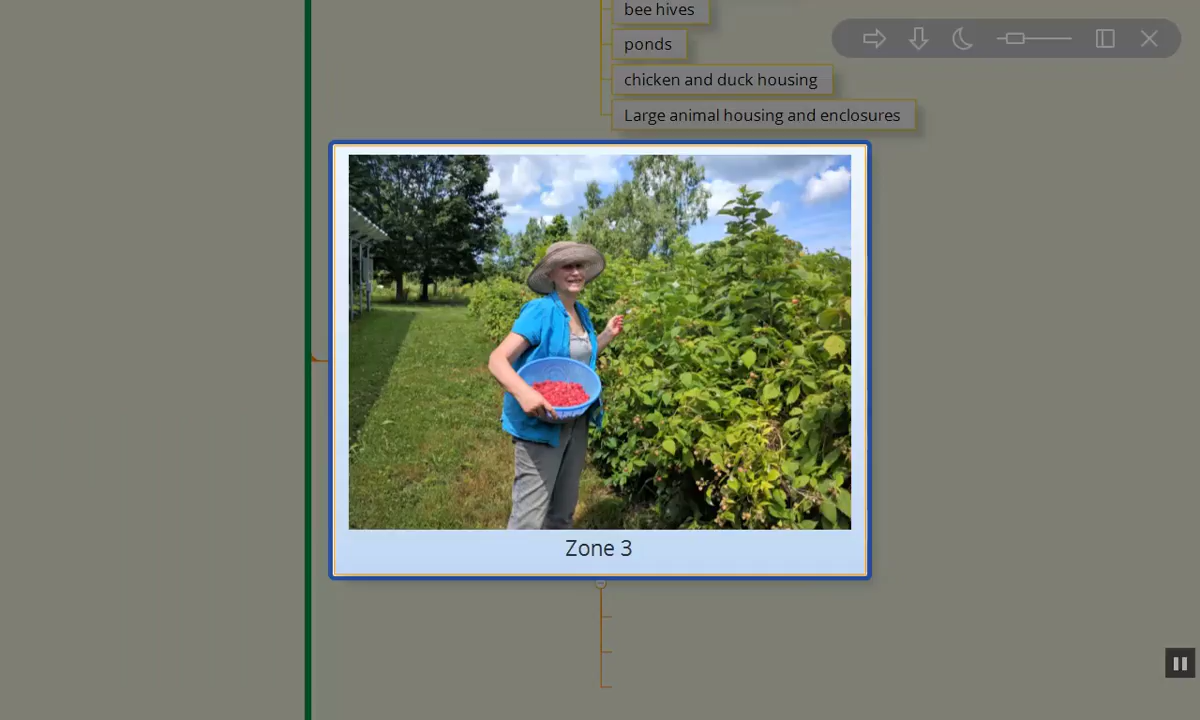 bee hives
ponds
chicken and duck housing
Large animal housing and enclosures
Zone 3